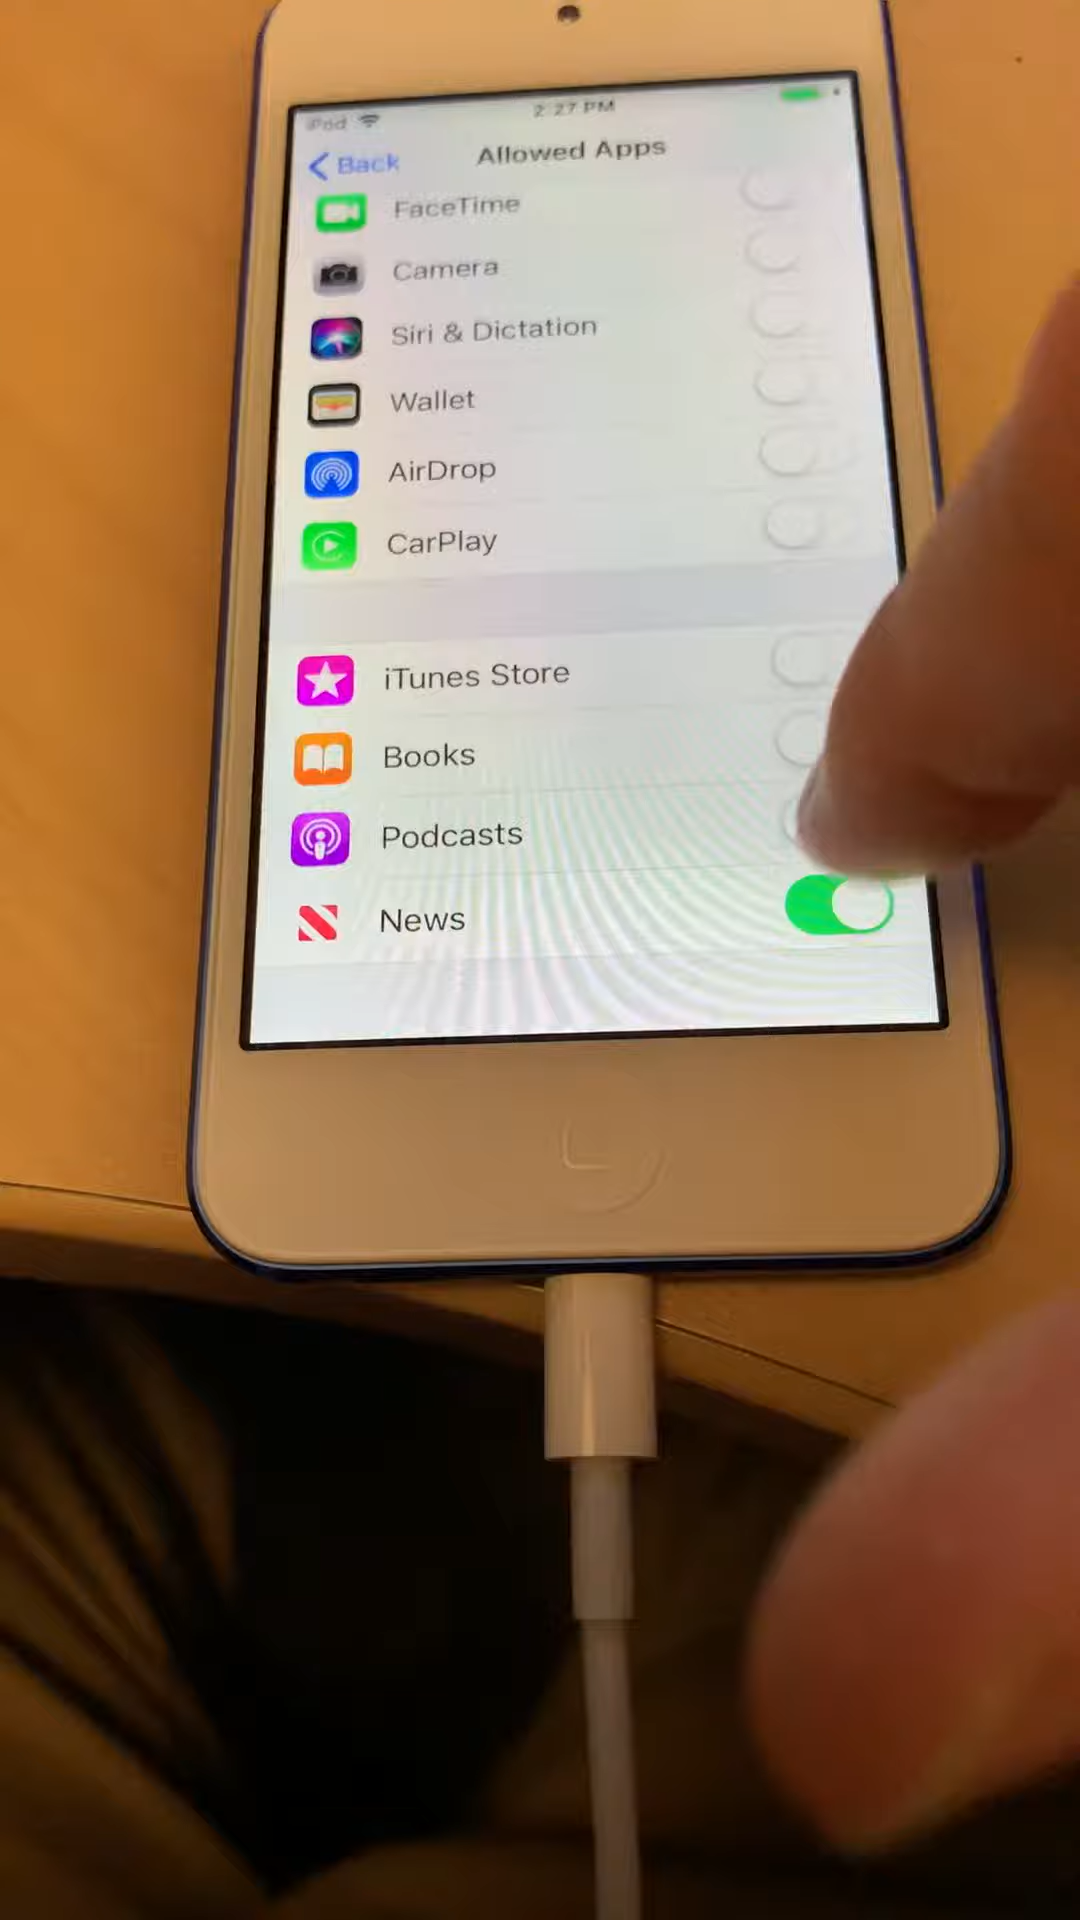 iPod
2:27 PM
Back
Allowed Apps
FaceTime
Camera
Siri & Dictation
Wallet
AirDrop
CarPlay
iTunes Store
Books
Podcasts
News